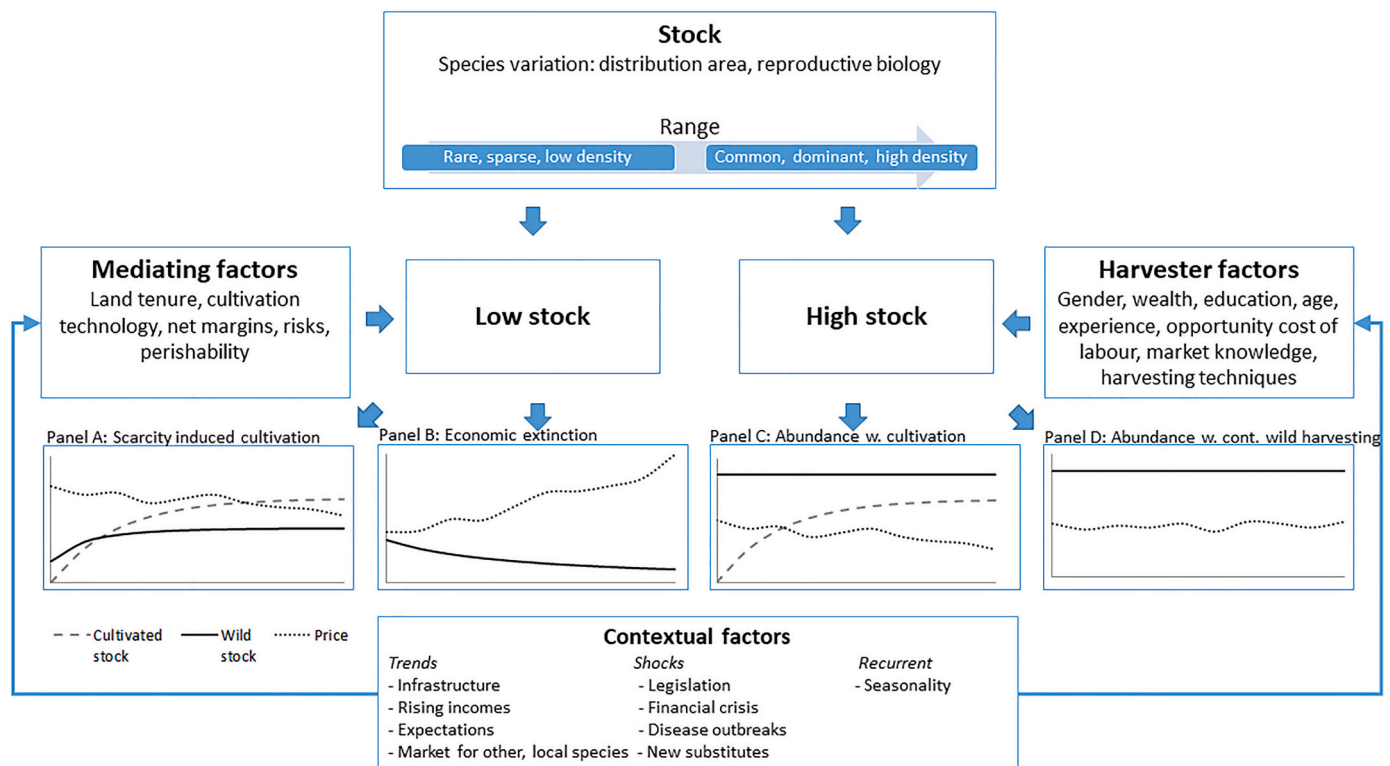 Stock
Species variation: distribution area, reproductive biology
Range
Rare, sparse, low density
Common, dominant, high density
Mediating factors
Land tenure, cultivation
technology, net margins, risks,
perishability
Low stock
High stock
Harvester factors
Gender, wealth, education, age,
experience, opportunity cost of
labour, market knowledge,
harvesting techniques
Panel A: Scarcity induced cultivation
Panel B: Economic extinction
Panel C: Abundance w. cultivation
Panel D: Abundance w. cont. wild harvesting
Cultivated
stock
Wild
stock
Price
Contextual factors
Trends
- Infrastructure
- Rising incomes
- Expectations
- Market for other, local species
Shocks
- Legislation
- Financial crisis
- Disease outbreaks
- New substitutes
Recurrent
- Seasonality